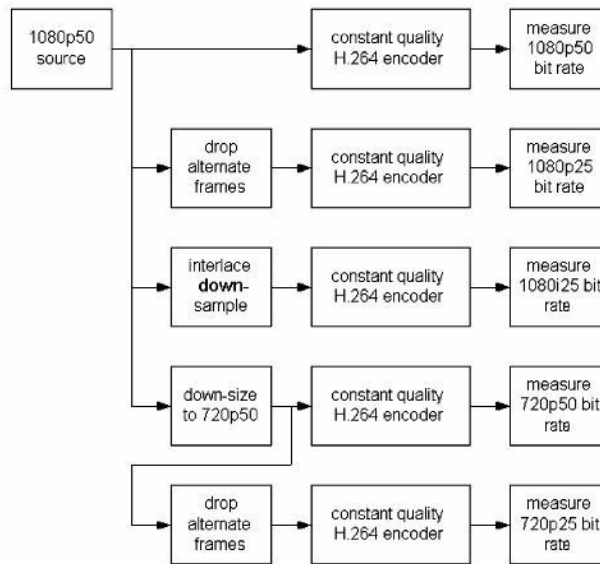 1080p50
source
constant quality
H.264 encoder
measure
1080p50
bit rate
drop
alternate
frames
constant quality
H.264 encoder
measure
1080p25
bit rate
interlace
down-
sample
constant quality
H.264 encoder
measure
1080i25 bit
rate
down-size
to 720p50
constant quality
H.264 encoder
measure
720p50 bit
rate
drop
alternate
frames
constant quality
H.264 encoder
measure
720p25 bit
rate